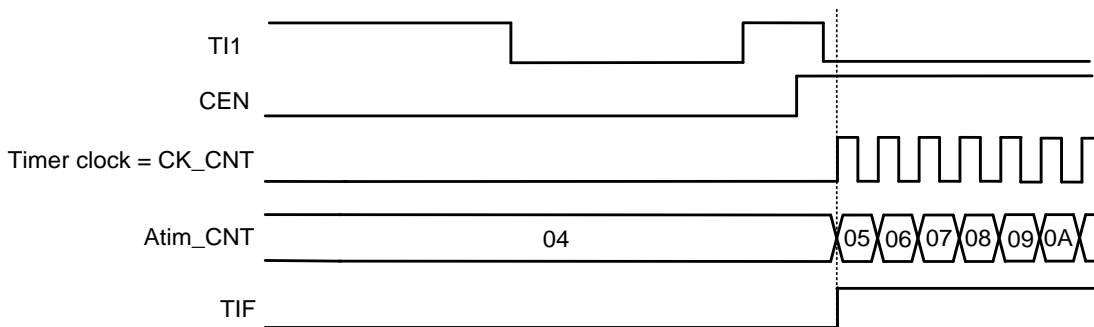 TI1
CEN
Timer clock = CK_CNT
Atim_CNT 04 05 06 07 08 09 0A
TIF